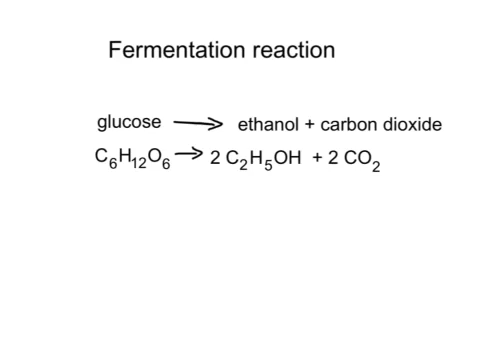 Fermentation reaction
glucose ⟶ ethanol + carbon dioxide
C₆H₁₂O₆ → 2 C₂H₅OH + 2 CO₂